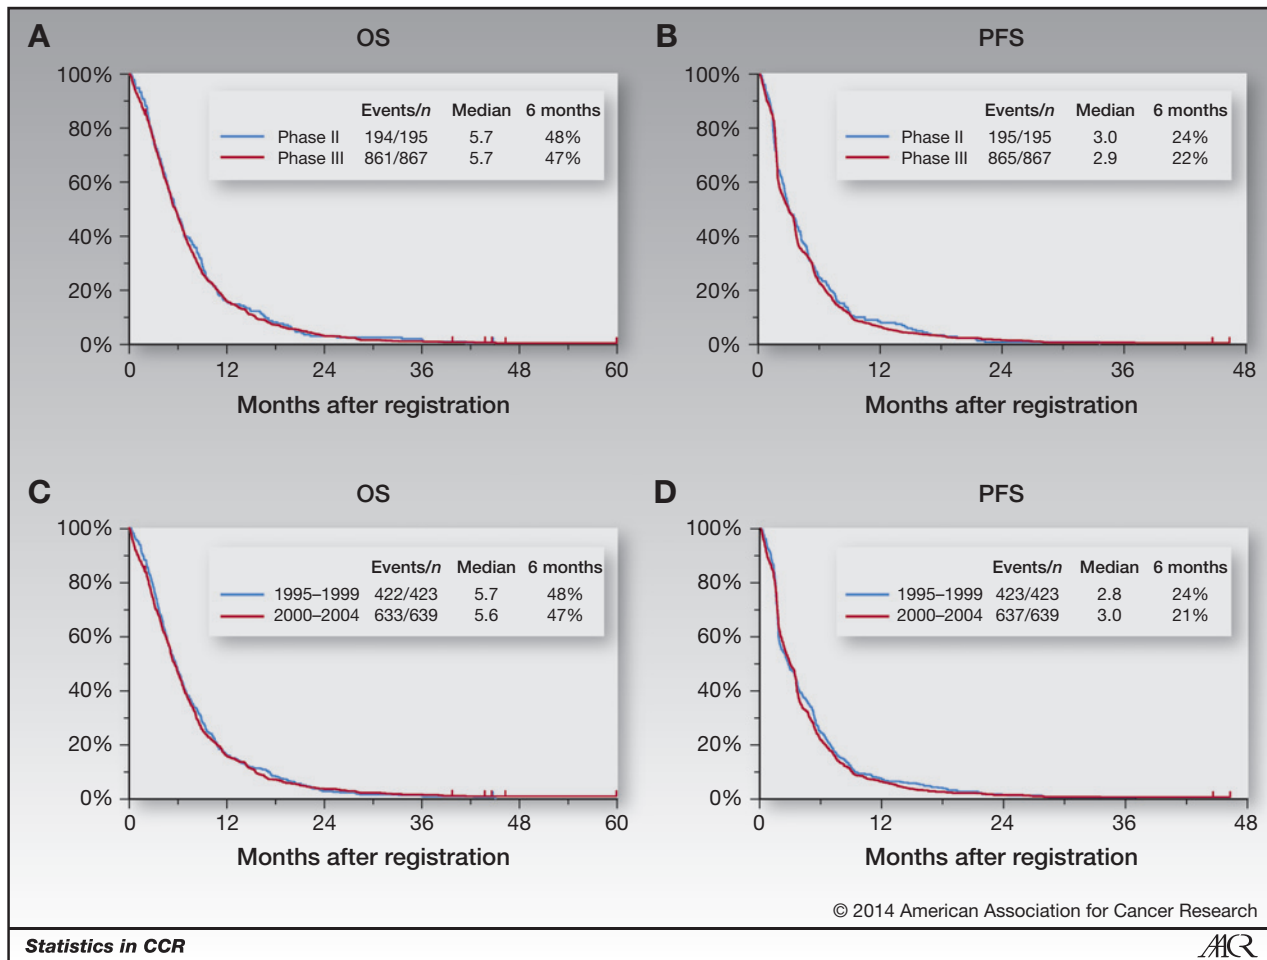 A OS
100%
80%
60%
40%
20%
0%
Events/n Median 6 months
Phase II 194/195 5.7 48%
Phase III 861/867 5.7 47%
0 12 24 36 48 60
Months after registration
B PFS
100%
80%
60%
40%
20%
0%
Events/n Median 6 months
Phase II 195/195 3.0 24%
Phase III 865/867 2.9 22%
0 12 24 36 48
Months after registration
C OS
100%
80%
60%
40%
20%
0%
Events/n Median 6 months
1995–1999 422/423 5.7 48%
2000–2004 633/639 5.6 47%
0 12 24 36 48 60
Months after registration
D PFS
100%
80%
60%
40%
20%
0%
Events/n Median 6 months
1995–1999 423/423 2.8 24%
2000–2004 637/639 3.0 21%
0 12 24 36 48
Months after registration
© 2014 American Association for Cancer Research
Statistics in CCR
AACR